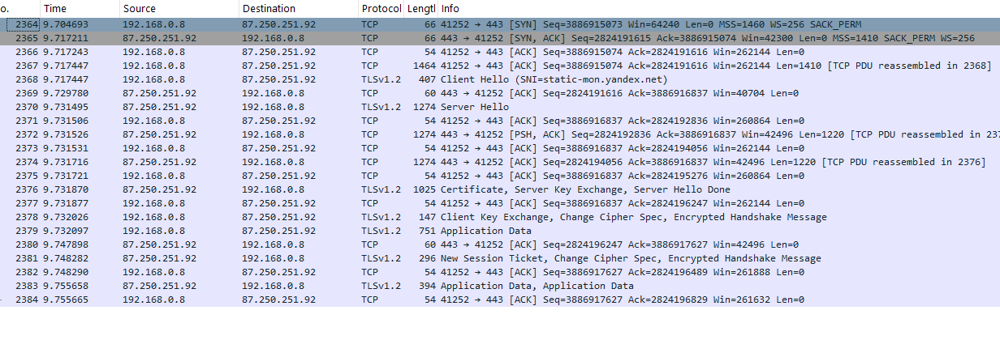 o. Time Source Destination Protocol Lengtl Info
2364 9.704693 192.168.0.8 87.250.251.92 TCP 66 41252 → 443 [SYN] Seq=3886915073 Win=64240 Len=0 MSS=1460 WS=256 SACK_PERM
2365 9.717211 87.250.251.92 192.168.0.8 TCP 66 443 → 41252 [SYN, ACK] Seq=2824191615 Ack=3886915074 Win=42300 Len=0 MSS=1410 SACK_PERM WS=256
2366 9.717243 192.168.0.8 87.250.251.92 TCP 54 41252 → 443 [ACK] Seq=3886915074 Ack=2824191616 Win=262144 Len=0
2367 9.717447 192.168.0.8 87.250.251.92 TCP 1464 41252 → 443 [ACK] Seq=3886915074 Ack=2824191616 Win=262144 Len=1410 [TCP PDU reassembled in 2368]
2368 9.717447 192.168.0.8 87.250.251.92 TLSv1.2 407 Client Hello (SNI=static-mon.yandex.net)
2369 9.729780 87.250.251.92 192.168.0.8 TCP 60 443 → 41252 [ACK] Seq=2824191616 Ack=3886916837 Win=40704 Len=0
2370 9.731495 87.250.251.92 192.168.0.8 TLSv1.2 1274 Server Hello
2371 9.731506 192.168.0.8 87.250.251.92 TCP 54 41252 → 443 [ACK] Seq=3886916837 Ack=2824192836 Win=260864 Len=0
2372 9.731526 87.250.251.92 192.168.0.8 TCP 1274 443 → 41252 [PSH, ACK] Seq=2824192836 Ack=3886916837 Win=42496 Len=1220 [TCP PDU reassembled in 237
2373 9.731531 192.168.0.8 87.250.251.92 TCP 54 41252 → 443 [ACK] Seq=3886916837 Ack=2824194056 Win=262144 Len=0
2374 9.731716 87.250.251.92 192.168.0.8 TCP 1274 443 → 41252 [ACK] Seq=2824194056 Ack=3886916837 Win=42496 Len=1220 [TCP PDU reassembled in 2376]
2375 9.731721 192.168.0.8 87.250.251.92 TCP 54 41252 → 443 [ACK] Seq=3886916837 Ack=2824195276 Win=260864 Len=0
2376 9.731870 87.250.251.92 192.168.0.8 TLSv1.2 1025 Certificate, Server Key Exchange, Server Hello Done
2377 9.731877 192.168.0.8 87.250.251.92 TCP 54 41252 → 443 [ACK] Seq=3886916837 Ack=2824196247 Win=262144 Len=0
2378 9.732026 192.168.0.8 87.250.251.92 TLSv1.2 147 Client Key Exchange, Change Cipher Spec, Encrypted Handshake Message
2379 9.732097 192.168.0.8 87.250.251.92 TLSv1.2 751 Application Data
2380 9.747898 87.250.251.92 192.168.0.8 TCP 60 443 → 41252 [ACK] Seq=2824196247 Ack=3886917627 Win=42496 Len=0
2381 9.748282 87.250.251.92 192.168.0.8 TLSv1.2 296 New Session Ticket, Change Cipher Spec, Encrypted Handshake Message
2382 9.748290 192.168.0.8 87.250.251.92 TCP 54 41252 → 443 [ACK] Seq=3886917627 Ack=2824196489 Win=261888 Len=0
2383 9.755658 87.250.251.92 192.168.0.8 TLSv1.2 394 Application Data, Application Data
2384 9.755665 192.168.0.8 87.250.251.92 TCP 54 41252 → 443 [ACK] Seq=3886917627 Ack=2824196829 Win=261632 Len=0